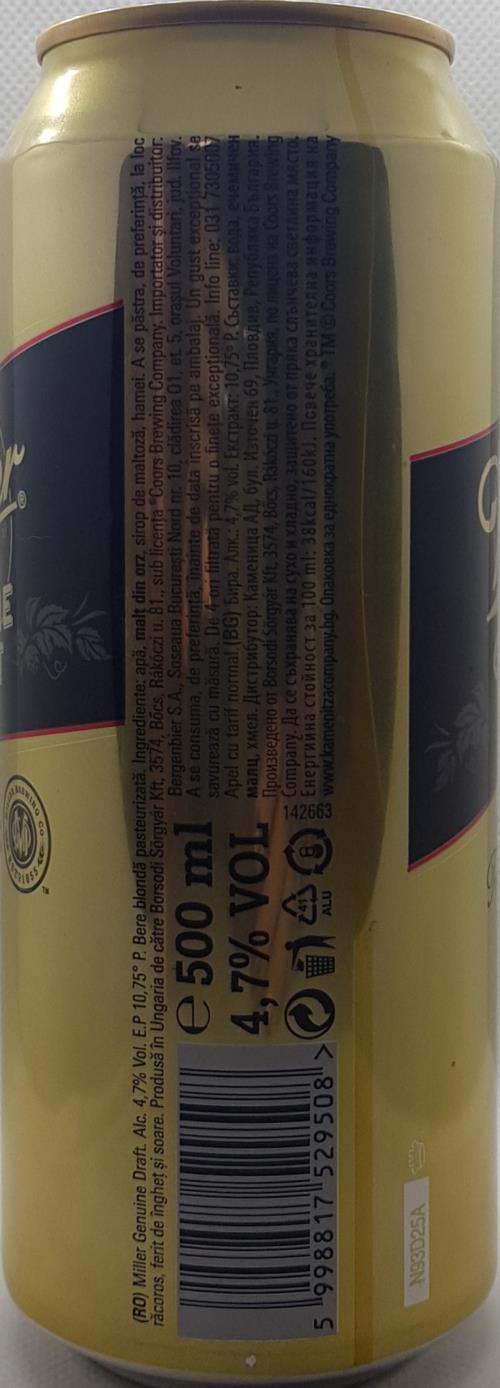 (RO) Miller Genuine Draft. Alc. 4,7% Vol. E.P 10,75° P. Bere blondă pasteurizată. Ingrediente: apă, malț din orz, sirop de maltoză, hamei. A se păstra, de preferință, la loc
răcoros, ferit de îngheț și soare. Produsă în Ungaria de către Borsodi Sörgyár Kft, 3574, Bőcs, Rákóczi u. 81., sub licența ®Coors Brewing Company. Importator și distribuitor:
Bergenbier S.A., Șoseaua București Nord nr. 10, clădirea O1, et. 5, orașul Voluntari, jud. Ilfov.
A se consuma, de preferință, înainte de data înscrisă pe ambalaj. Un gust excepțional se
savurează cu măsură. De 4 ori filtrată pentru o finețe excepțională. Info line: 031 7305067
Apel cu tarif normal. (BG) Бира. Алк.: 4,7% vol. Екстракт: 10,75° P. Съставки: вода, ечемичен
малц, хмел. Дистрибутор: Каменица АД, бул. Източен 69, Пловдив, Република България.
Произведено от Borsodi Sörgyár Kft, 3574, Bőcs, Rákóczi u. 81., Унгария, по лиценз на Coors Brewing
Company. Да се съхранява на сухо и хладно, защитено от пряка слънчева светлина място.
Енергийна стойност за 100 ml: 38kcal/160kJ. Повече хранителна информация на
www.kamenitzacompany.bg. Опаковка за еднократна употреба. ® TM © Coors Brewing Company
142663
e 500 ml
4,7% VOL
41
ALU
5 998817 529508 >
N93D25A